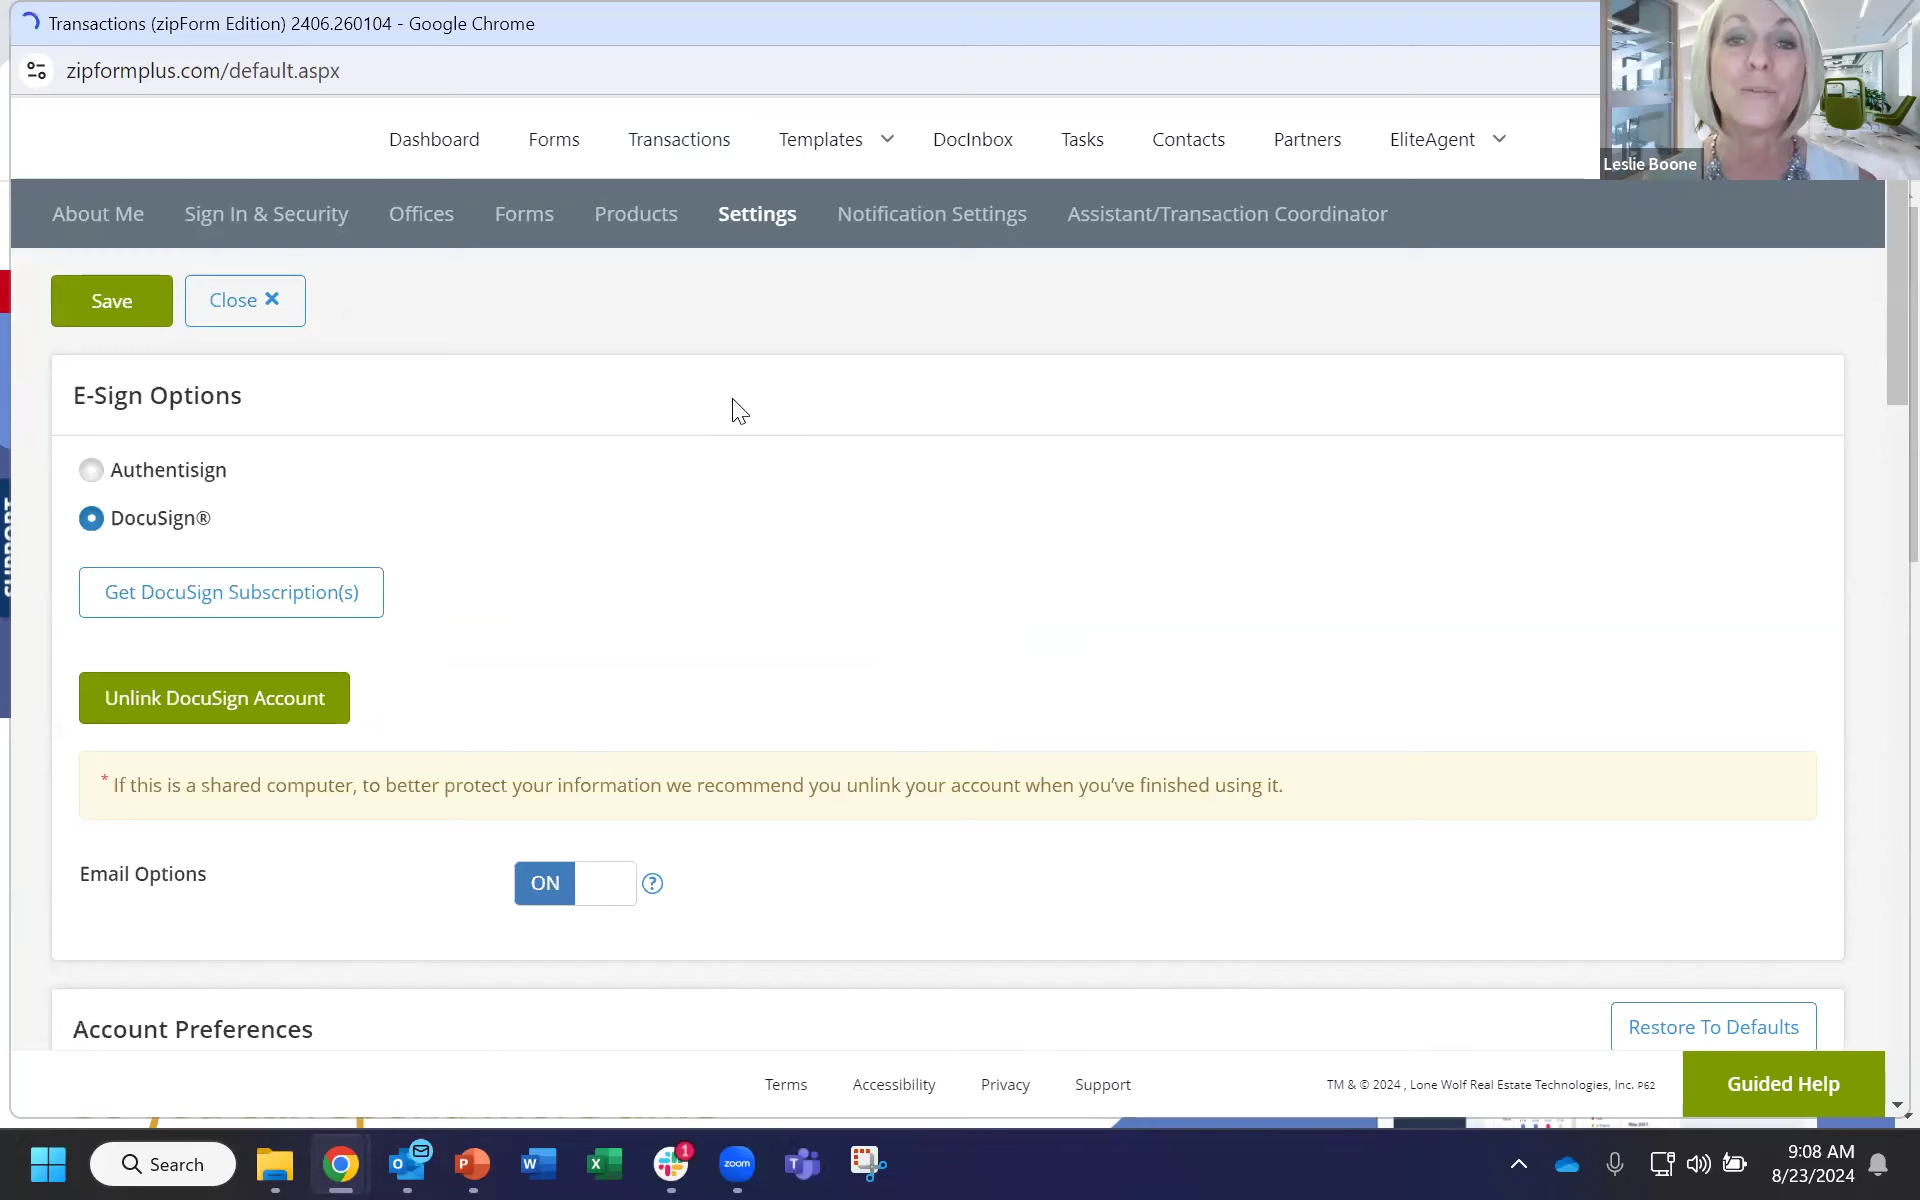 Transactions (zipForm Edition) 2406.260104 - Google Chrome
zipformplus.com/default.aspx
Dashboard Forms Transactions Templates DocInbox Tasks Contacts Partners EliteAgent
Leslie Boone
About Me Sign In & Security Offices Forms Products Settings Notification Settings Assistant/Transaction Coordinator
Save Close
E-Sign Options
Authentisign
DocuSign®
SUPPORT
Get DocuSign Subscription(s)
Unlink DocuSign Account
* If this is a shared computer, to better protect your information we recommend you unlink your account when you’ve finished using it.
Email Options ON ?
Account Preferences Restore To Defaults
Terms Accessibility Privacy Support TM & © 2024 , Lone Wolf Real Estate Technologies, Inc. P62 Guided Help
Search 1 zoom 9:08 AM
8/23/2024